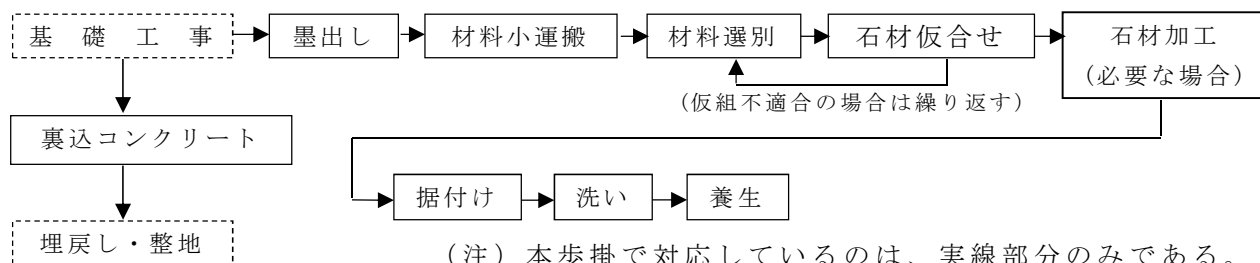 基礎工事
墨出し
材料小運搬
材料選別
石材仮合せ
石材加工
(必要な場合)
(仮組不適合の場合は繰り返す)
裏込コンクリート
据付け
洗い
養生
埋戻し・整地
(注)本歩掛で対応しているのは、実線部分のみである。